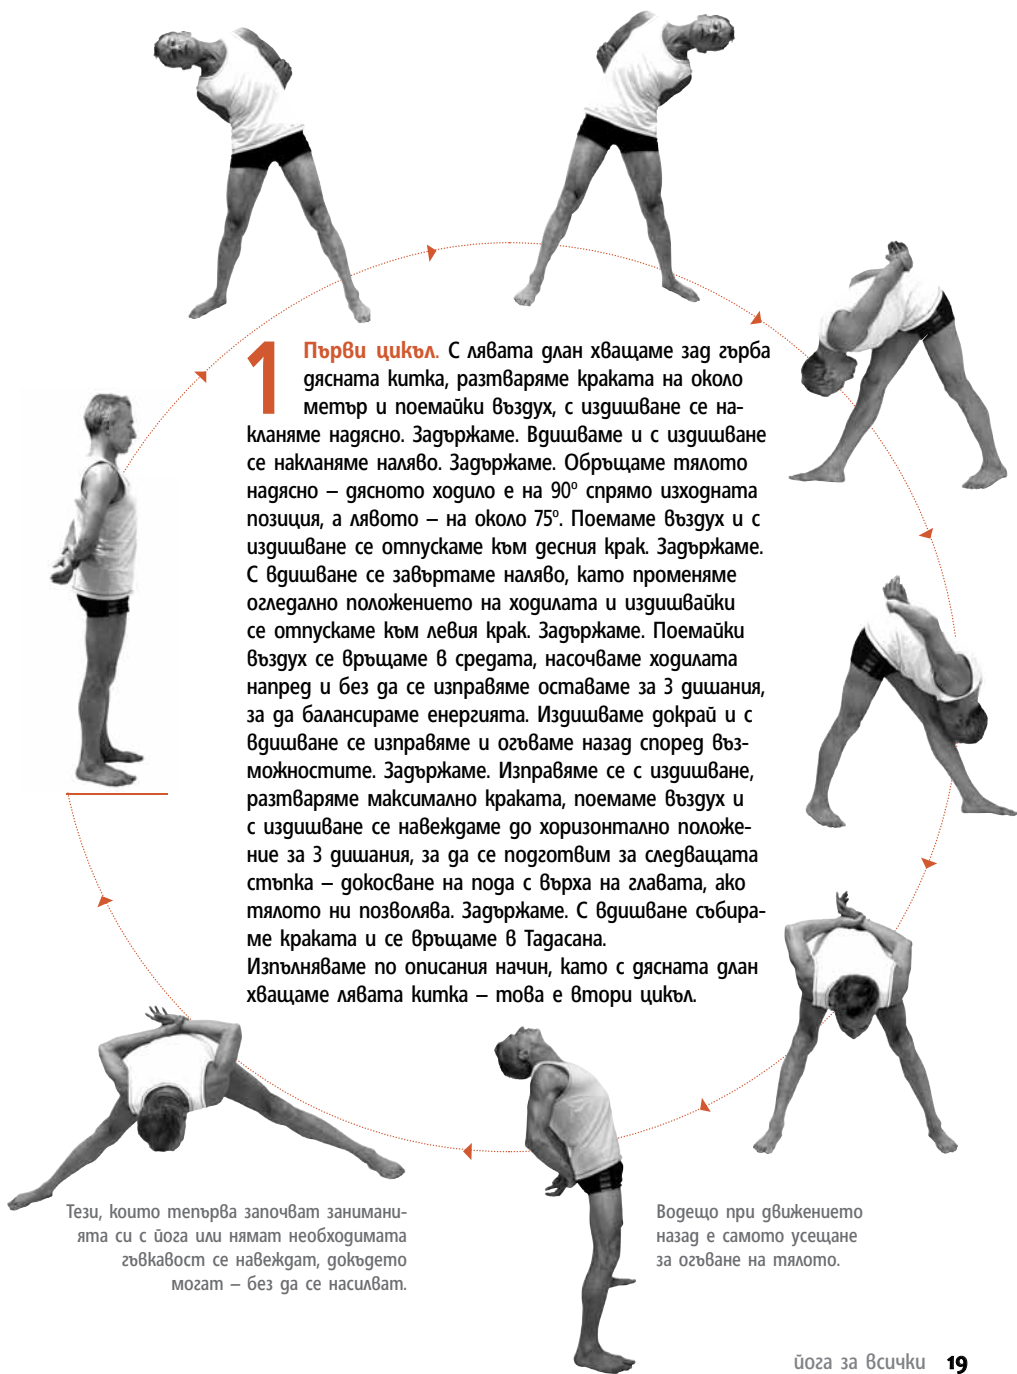 1 Първи цикъл. С лявата длан хващаме зад гърба
дясната китка, разтваряме краката на около
метър и поемайки въздух, с издишване се на-
кланяме надясно. Задържаме. Вдишваме и с издишване
се накланяме наляво. Задържаме. Обръщаме тялото
надясно – дясното ходило е на 90º спрямо изходната
позиция, а лявото – на около 75º. Поемаме въздух и с
издишване се отпускаме към десния крак. Задържаме.
С вдишване се завъртаме наляво, като променяме
огледално положението на ходилата и издишвайки
се отпускаме към левия крак. Задържаме. Поемайки
въздух се връщаме в средата, насочваме ходилата
напред и без да се изправяме оставаме за 3 дишания,
за да балансираме енергията. Издишваме докрай и с
вдишване се изправяме и огъваме назад според въз-
можностите. Задържаме. Изправяме се с издишване,
разтваряме максимално краката, поемаме въздух и
с издишване се навеждаме до хоризонтално положе-
ние за 3 дишания, за да се подготвим за следващата
стъпка – докосване на пода с върха на главата, ако
тялото ни позволява. Задържаме. С вдишване събира-
ме краката и се връщаме в Тадасана.
Изпълняваме по описания начин, като с дясната длан
хващаме лявата китка – това е втори цикъл.
Тези, които тепърва започват заниманиж-
ята си с йога или нямат необходимата
гъвкавост се навеждат, докъдето
могат – без да се насилват.
Водещо при движението
назад е самото усещане
за огъване на тялото.
йога за всички 19